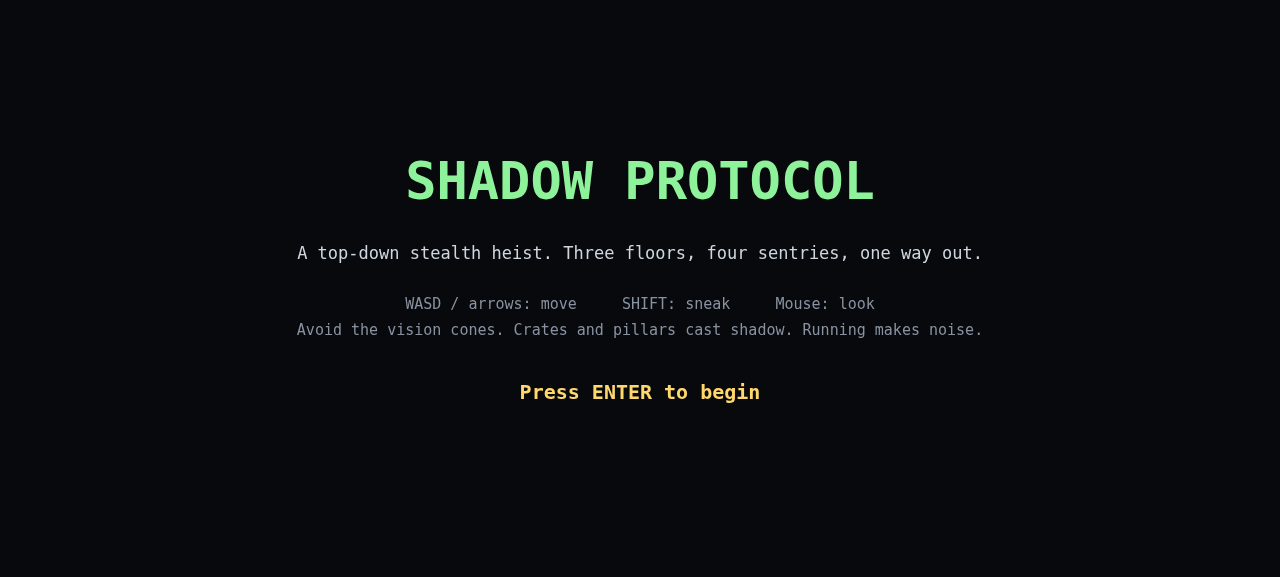 SHADOW PROTOCOL
A top-down stealth heist. Three floors, four sentries, one way out.
WASD / arrows: move     SHIFT: sneak     Mouse: look
Avoid the vision cones. Crates and pillars cast shadow. Running makes noise.
Press ENTER to begin